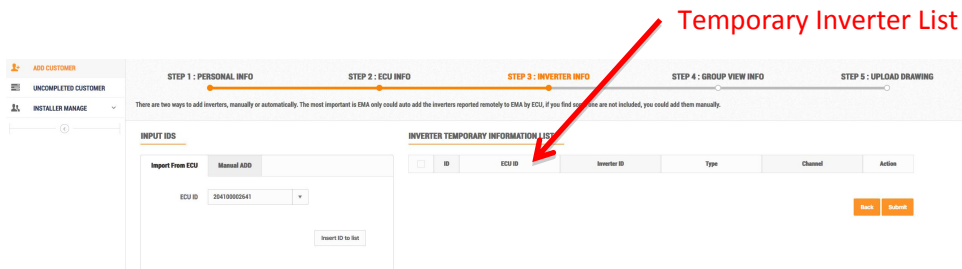 Temporary Inverter List
ADD CUSTOMER
UNCOMPLETED CUSTOMER
INSTALLER MANAGE
STEP 1 : PERSONAL INFO
STEP 2 : ECU INFO
STEP 3 : INVERTER INFO
STEP 4 : GROUP VIEW INFO
STEP 5 : UPLOAD DRAWING
There are two ways to add inverters, manually or automatically. The most important is EMA only could auto add the inverters reported remotely to EMA by ECU, if you find some one are not included, you could add them manually.
INPUT IDS
Import From ECU Manual ADD
ECU ID 204100002641
Insert ID to list
INVERTER TEMPORARY INFORMATION LIST
ID ECU ID Inverter ID Type Channel Action
Back Submit